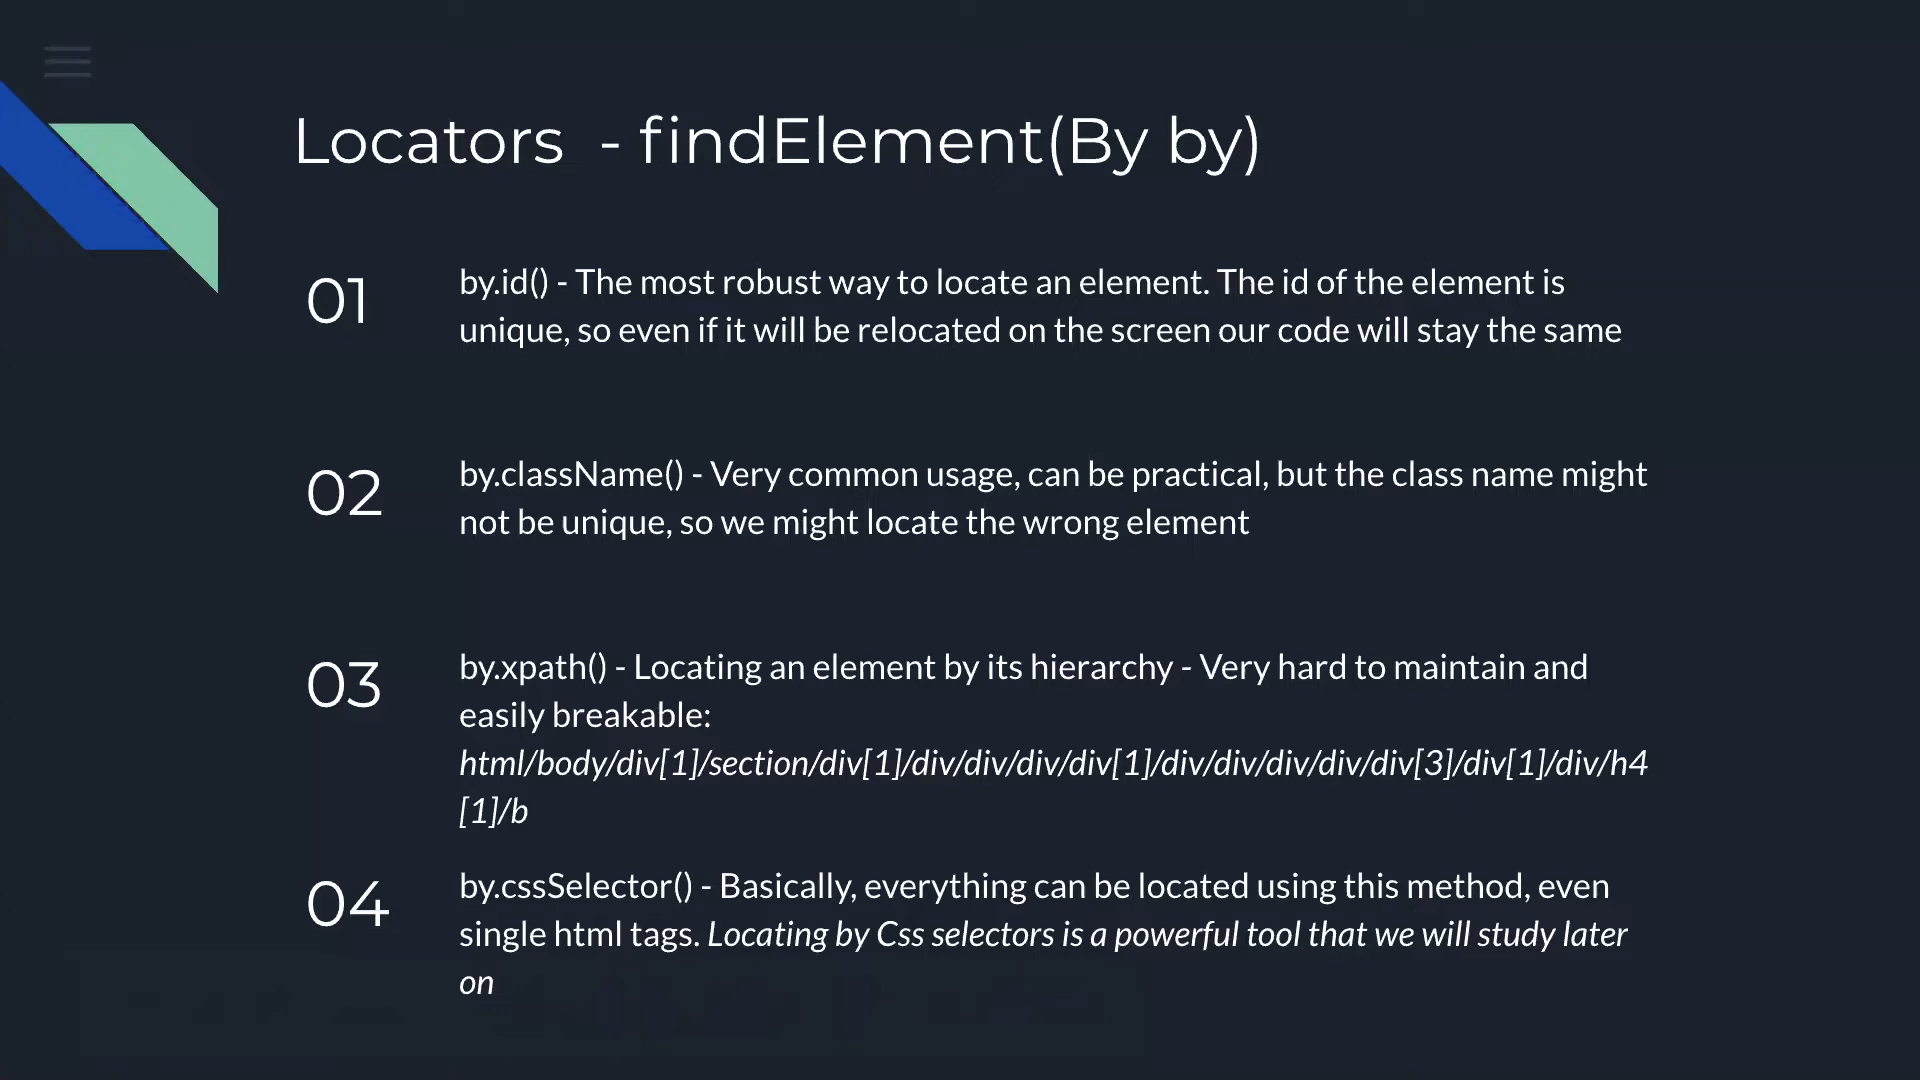 Locators - findElement(By by)
01
by.id() - The most robust way to locate an element. The id of the element is
unique, so even if it will be relocated on the screen our code will stay the same
02
by.className() - Very common usage, can be practical, but the class name might
not be unique, so we might locate the wrong element
03
by.xpath() - Locating an element by its hierarchy - Very hard to maintain and
easily breakable:
html/body/div[1]/section/div[1]/div/div/div/div[1]/div/div/div/div/div[3]/div[1]/div/h4
[1]/b
04
by.cssSelector() - Basically, everything can be located using this method, even
single html tags. Locating by Css selectors is a powerful tool that we will study later
on